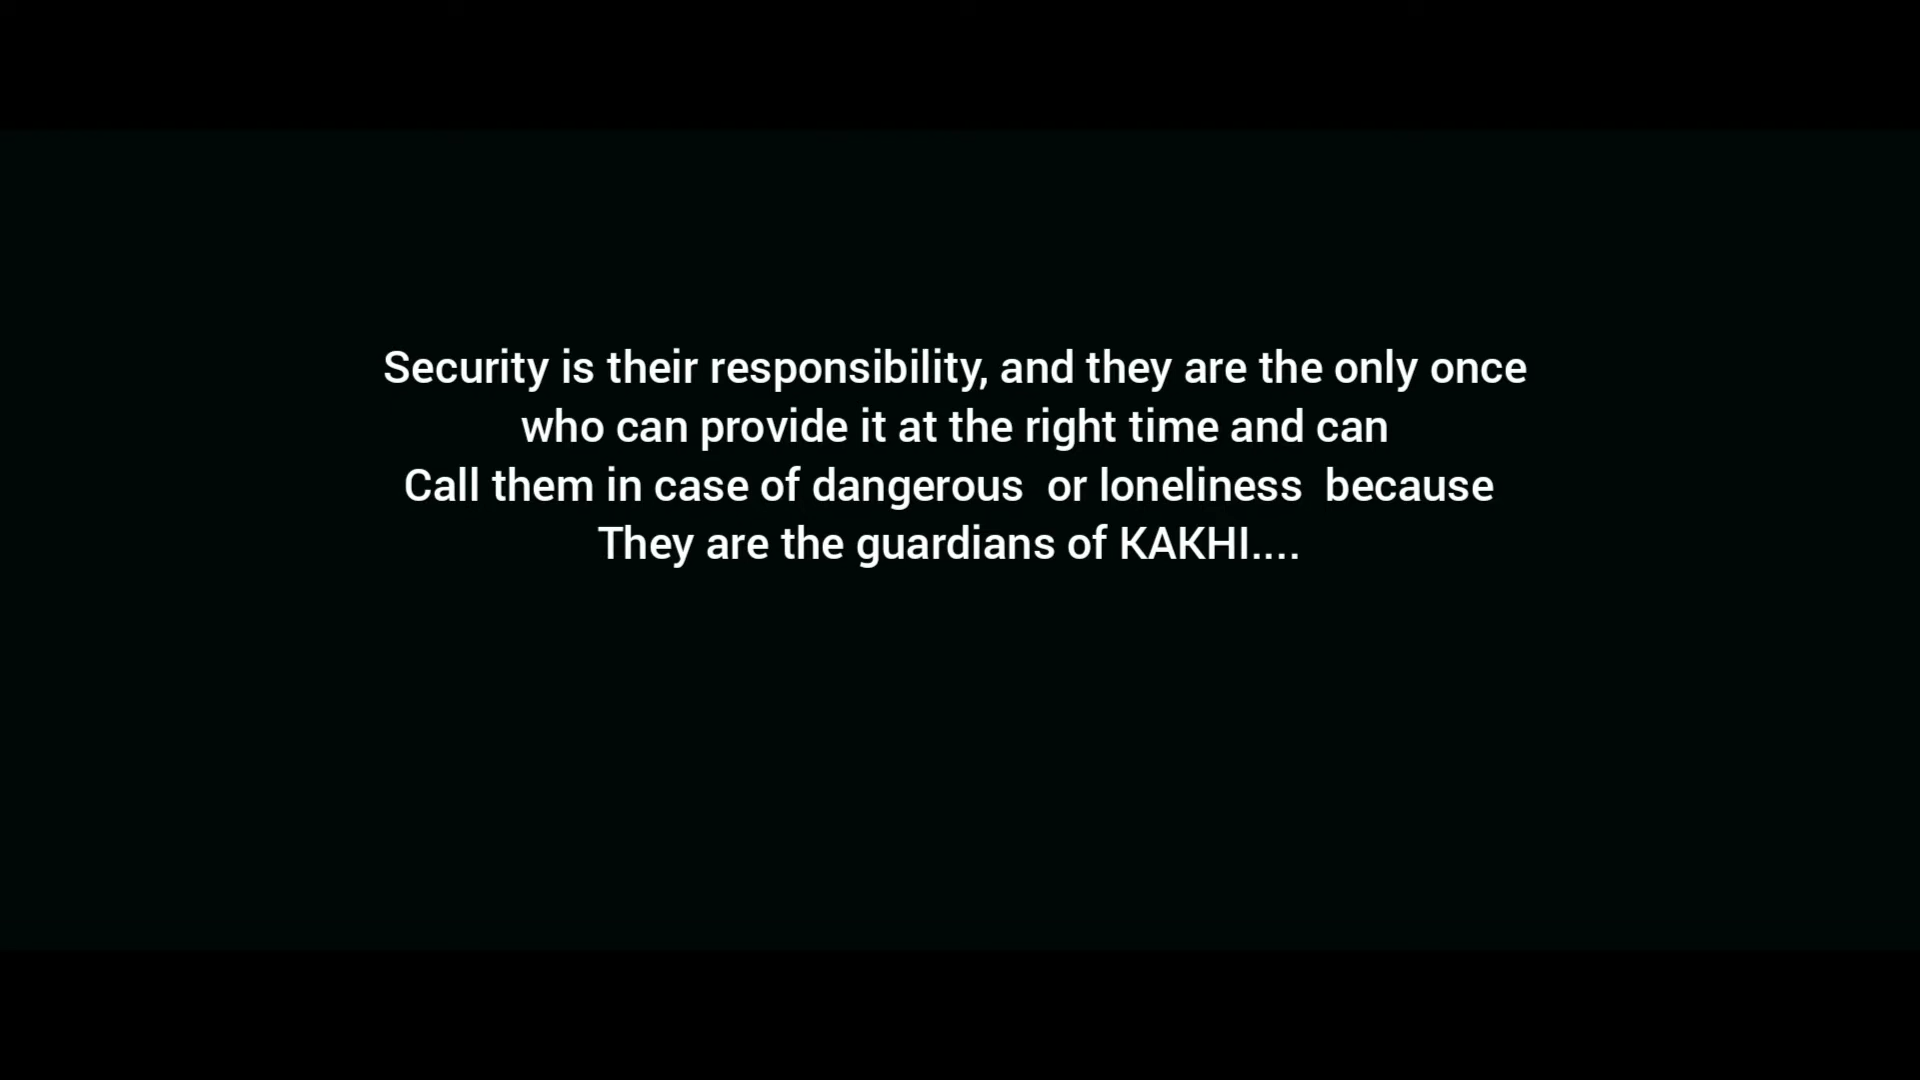 Security is their responsibility, and they are the only once
who can provide it at the right time and can
Call them in case of dangerous  or loneliness  because
They are the guardians of KAKHI....